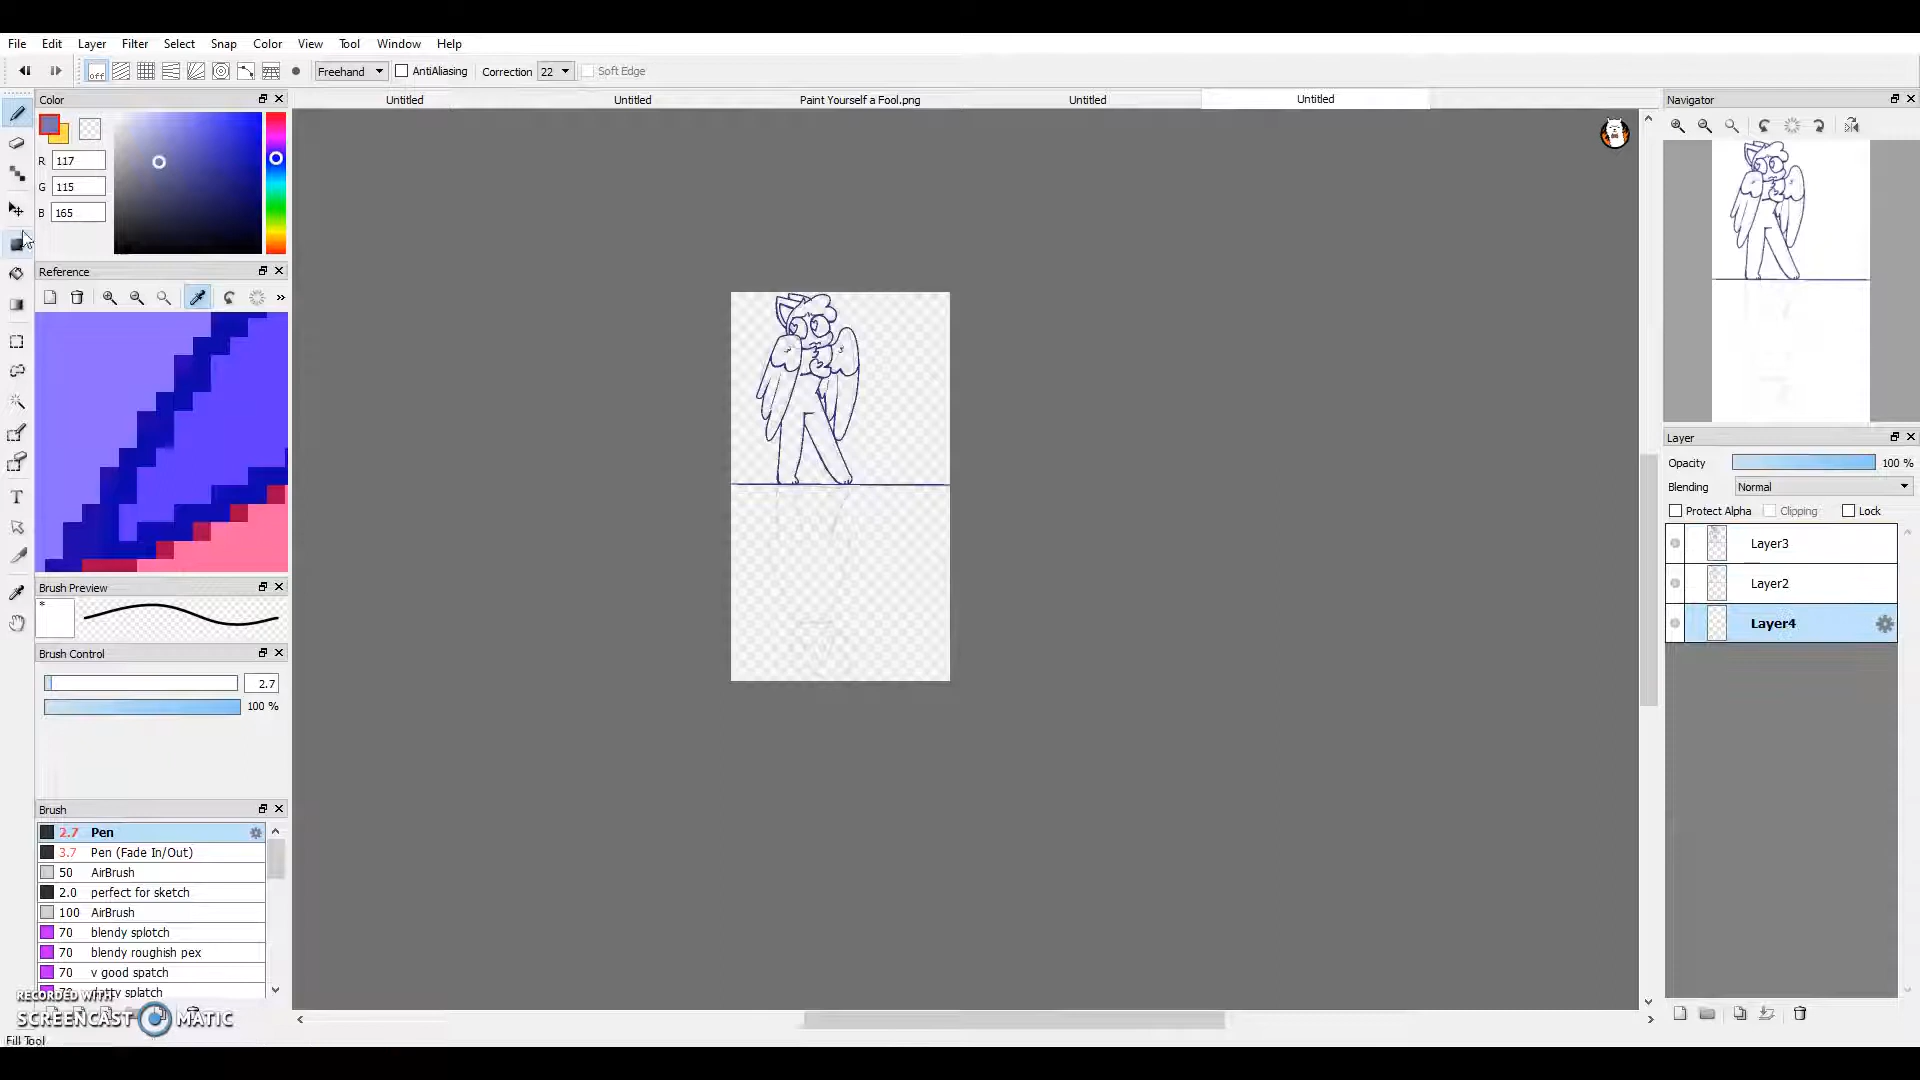 File Edit Layer Filter Select Snap Color View Tool Window Help
off Freehand AntiAliasing Correction 22 Soft Edge
Color
Untitled Untitled Paint Yourself a Fool.png Untitled Untitled
Navigator
R 117
G 115
B 165
Reference
Layer
Opacity 100 %
Blending Normal
Protect Alpha Clipping Lock
Layer3
Layer2
Layer4
Brush Preview
*
Brush Control
2.7
100 %
Brush
2.7 Pen
3.7 Pen (Fade In/Out)
50 AirBrush
2.0 perfect for sketch
100 AirBrush
70 blendy splotch
70 blendy roughish pex
70 v good spatch
splatch
RECORDED WITH
SCREENCAST MATIC
Fill Tool